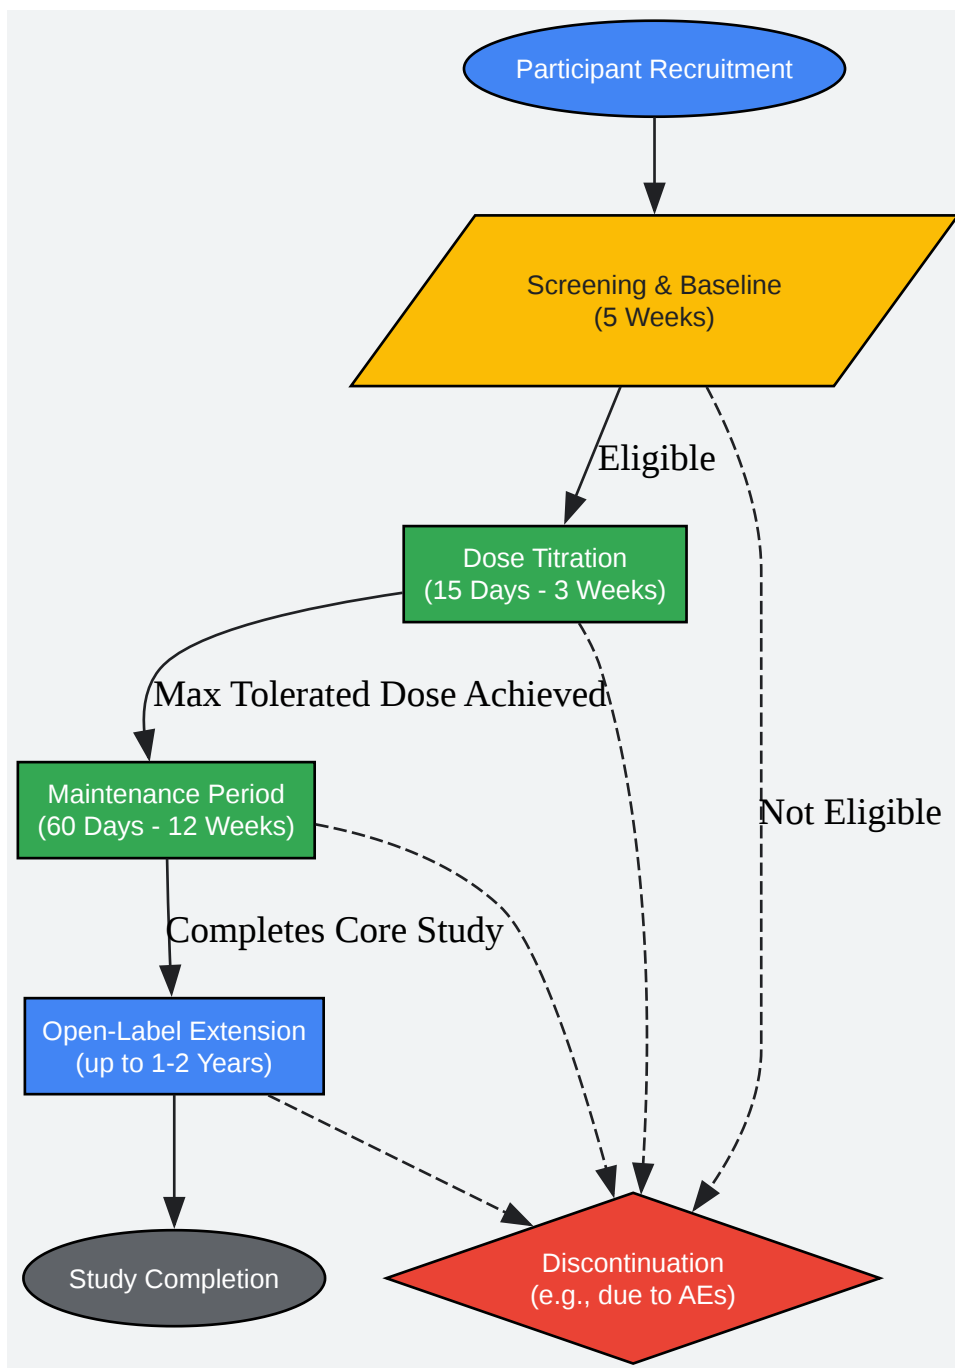 Participant Recruitment
Screening & Baseline
(5 Weeks)
Eligible
Dose Titration
(15 Days - 3 Weeks)
Max Tolerated Dose Achieved
Maintenance Period
(60 Days - 12 Weeks)
Not Eligible
Completes Core Study
Open-Label Extension
(up to 1-2 Years)
Study Completion
Discontinuation
(e.g., due to AEs)